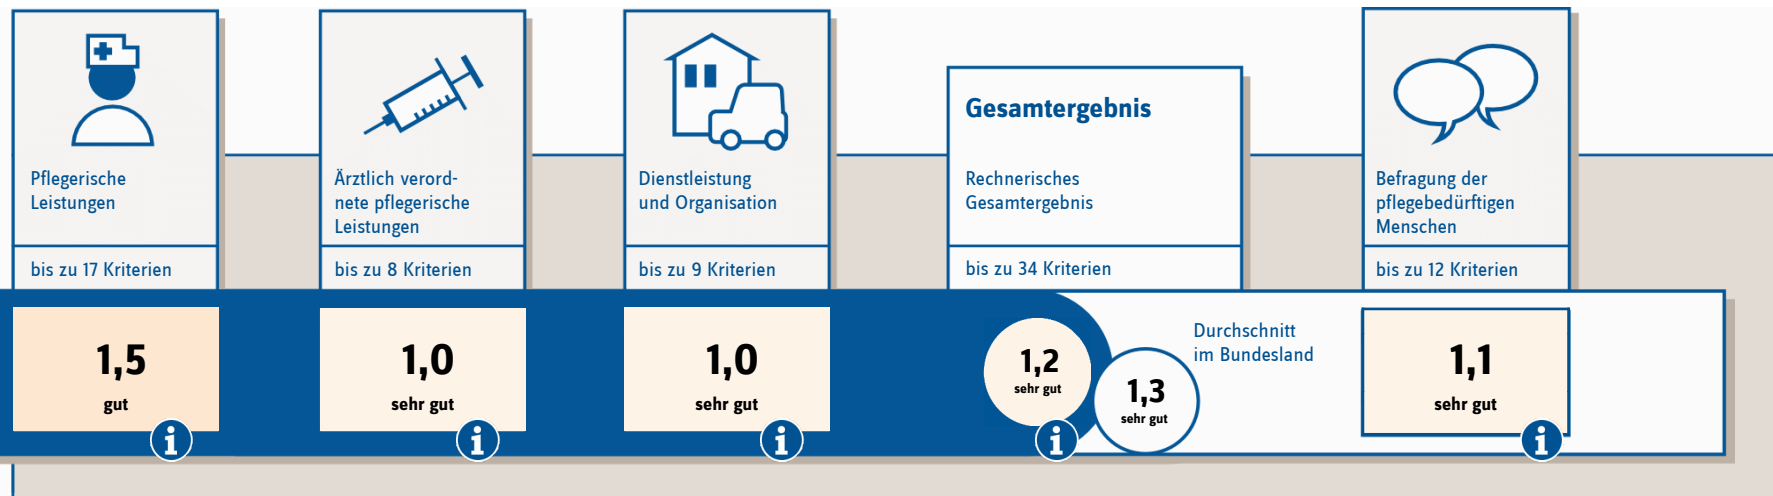 Pflegerische
Leistungen
bis zu 17 Kriterien
1,5
gut
Ärztlich verord-
nete pflegerische
Leistungen
bis zu 8 Kriterien
1,0
sehr gut
Dienstleistung
und Organisation
bis zu 9 Kriterien
1,0
sehr gut
Gesamtergebnis
Rechnerisches
Gesamtergebnis
bis zu 34 Kriterien
1,2
sehr gut
1,3
sehr gut
Durchschnitt
im Bundesland
Befragung der
pflegebedürftigen
Menschen
bis zu 12 Kriterien
1,1
sehr gut